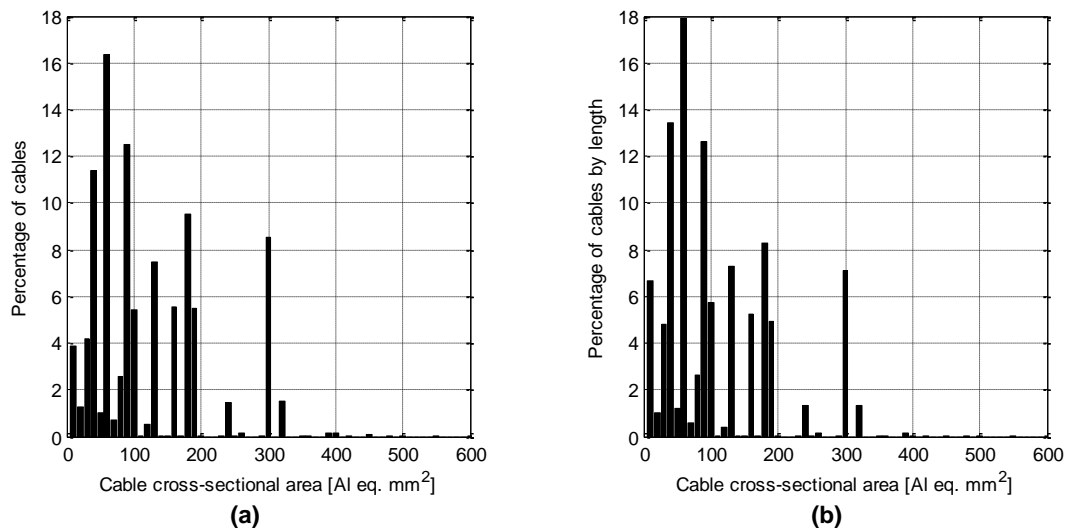 18
16
14
12
10
8
6
4
2
0
Percentage of cables
0 100 200 300 400 500 600
Cable cross-sectional area [Al eq. mm²]
(a)
18
16
14
12
10
8
6
4
2
0
Percentage of cables by length
0 100 200 300 400 500 600
Cable cross-sectional area [Al eq. mm²]
(b)